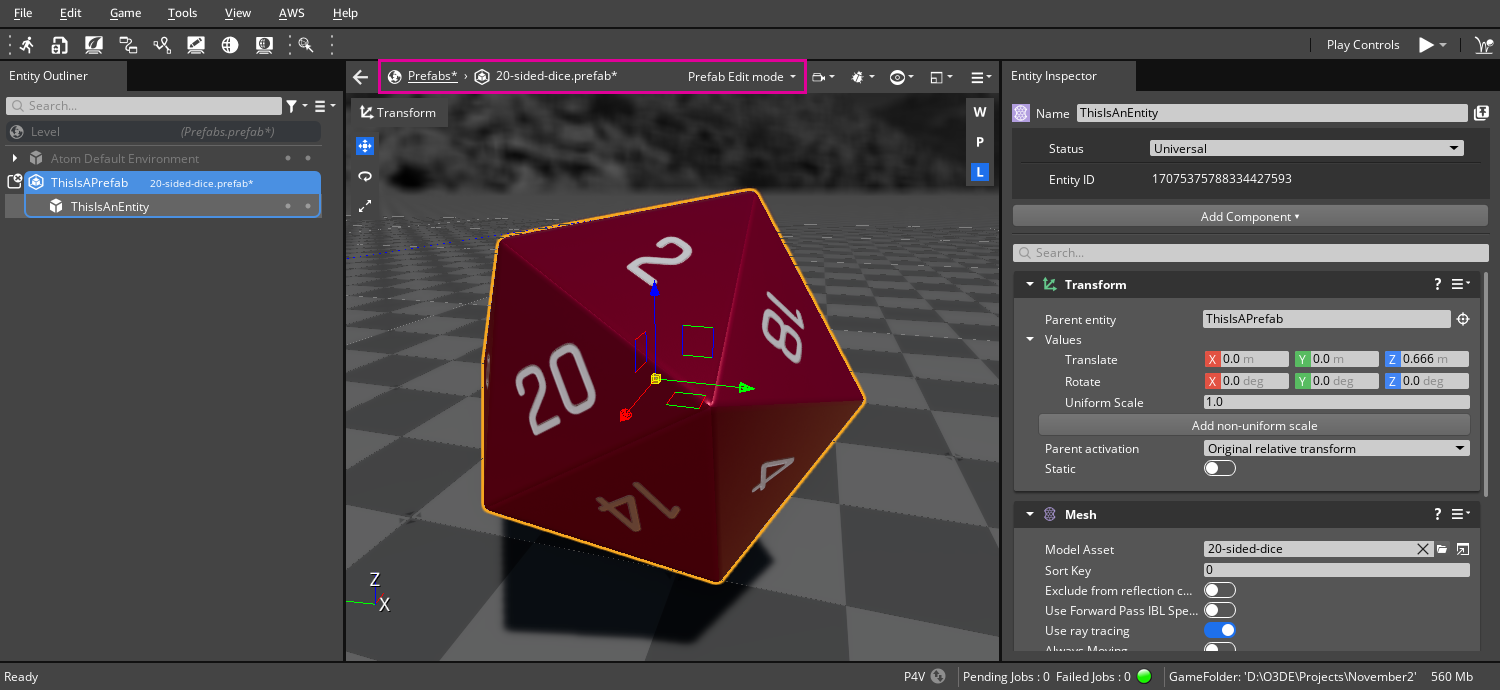 File Edit Game Tools View AWS Help
Play Controls
Entity Outliner
Search...
Level (Prefabs.prefab*)
Atom Default Environment
ThisIsAPrefab 20-sided-dice.prefab*
ThisIsAnEntity
Prefabs* › 20-sided-dice.prefab* Prefab Edit mode
Transform
W
P
L
2
18
20
4
14
Z
X
Entity Inspector
Name ThisIsAnEntity
Status Universal
Entity ID 17075375788334427593
Add Component
Search...
Transform ?
Parent entity ThisIsAPrefab
Values
Translate X 0.0 m Y 0.0 m Z 0.666 m
Rotate X 0.0 deg Y 0.0 deg Z 0.0 deg
Uniform Scale 1.0
Add non-uniform scale
Parent activation Original relative transform
Static
Mesh ?
Model Asset 20-sided-dice
Sort Key 0
Exclude from reflection c...
Use Forward Pass IBL Spe...
Use ray tracing
Always Moving
Ready P4V Pending Jobs : 0 Failed Jobs : 0 GameFolder: 'D:\O3DE\Projects\November2' 560 Mb